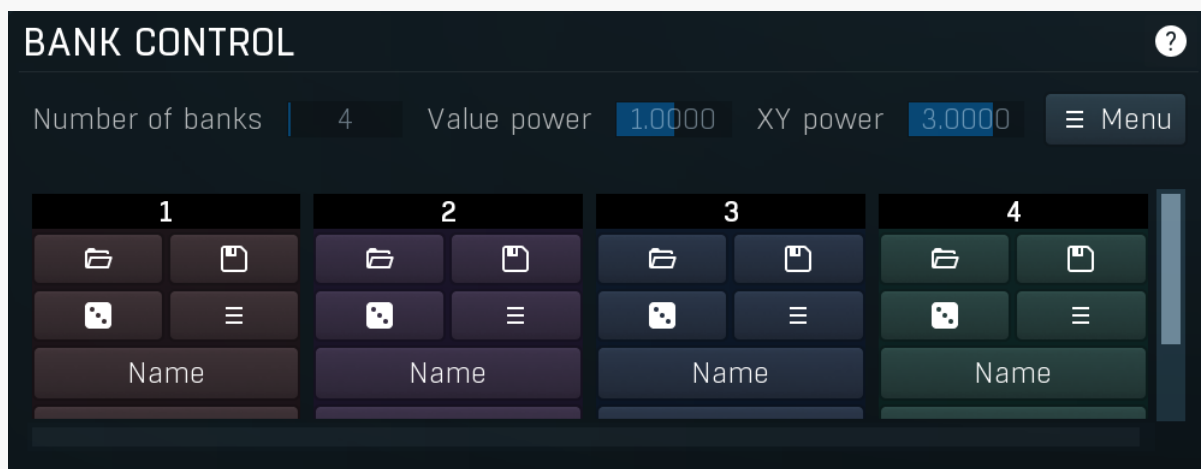 BANK CONTROL ?
Number of banks 4 Value power 1.0000 XY power 3.0000 Menu
1 2 3 4
Name Name Name Name